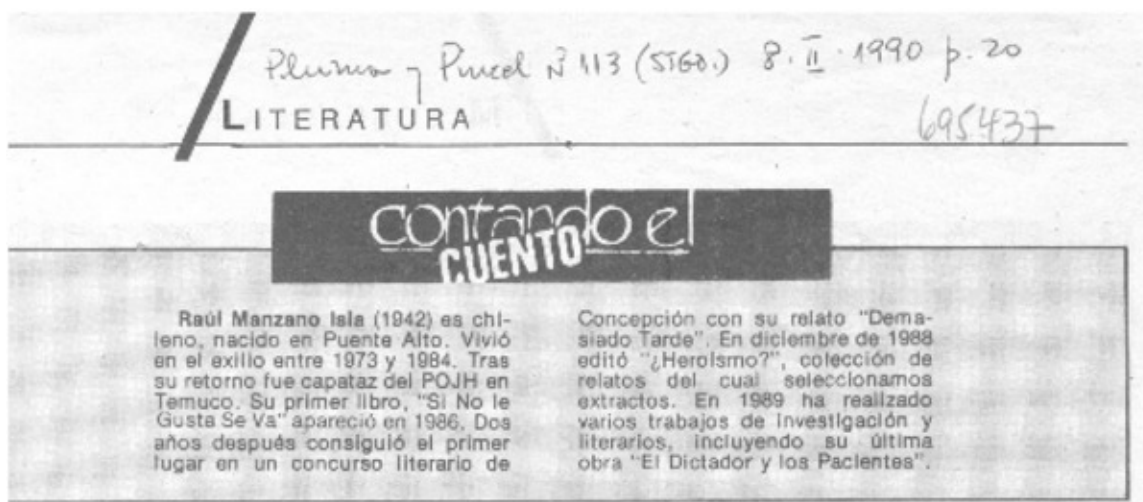 Pluma y Pincel N° 113 (STGO.) 8. II. 1990 p. 20
LITERATURA
695437
contando el
CUENTO
Raúl Manzano Isla (1942) es chi-
leno, nacido en Puente Alto. Vivió
en el exilio entre 1973 y 1984. Tras
su retorno fue capataz del POJH en
Temuco. Su primer libro, "Si No le
Gusta Se Va" apareció en 1986. Dos
años después consiguió el primer
lugar en un concurso literario de
Concepción con su relato "Dema-
siado Tarde". En diciembre de 1988
editó "¿Heroísmo?", colección de
relatos del cual seleccionamos
extractos. En 1989 ha realizado
varios trabajos de investigación y
literarios, incluyendo su última
obra "El Dictador y los Pacientes".